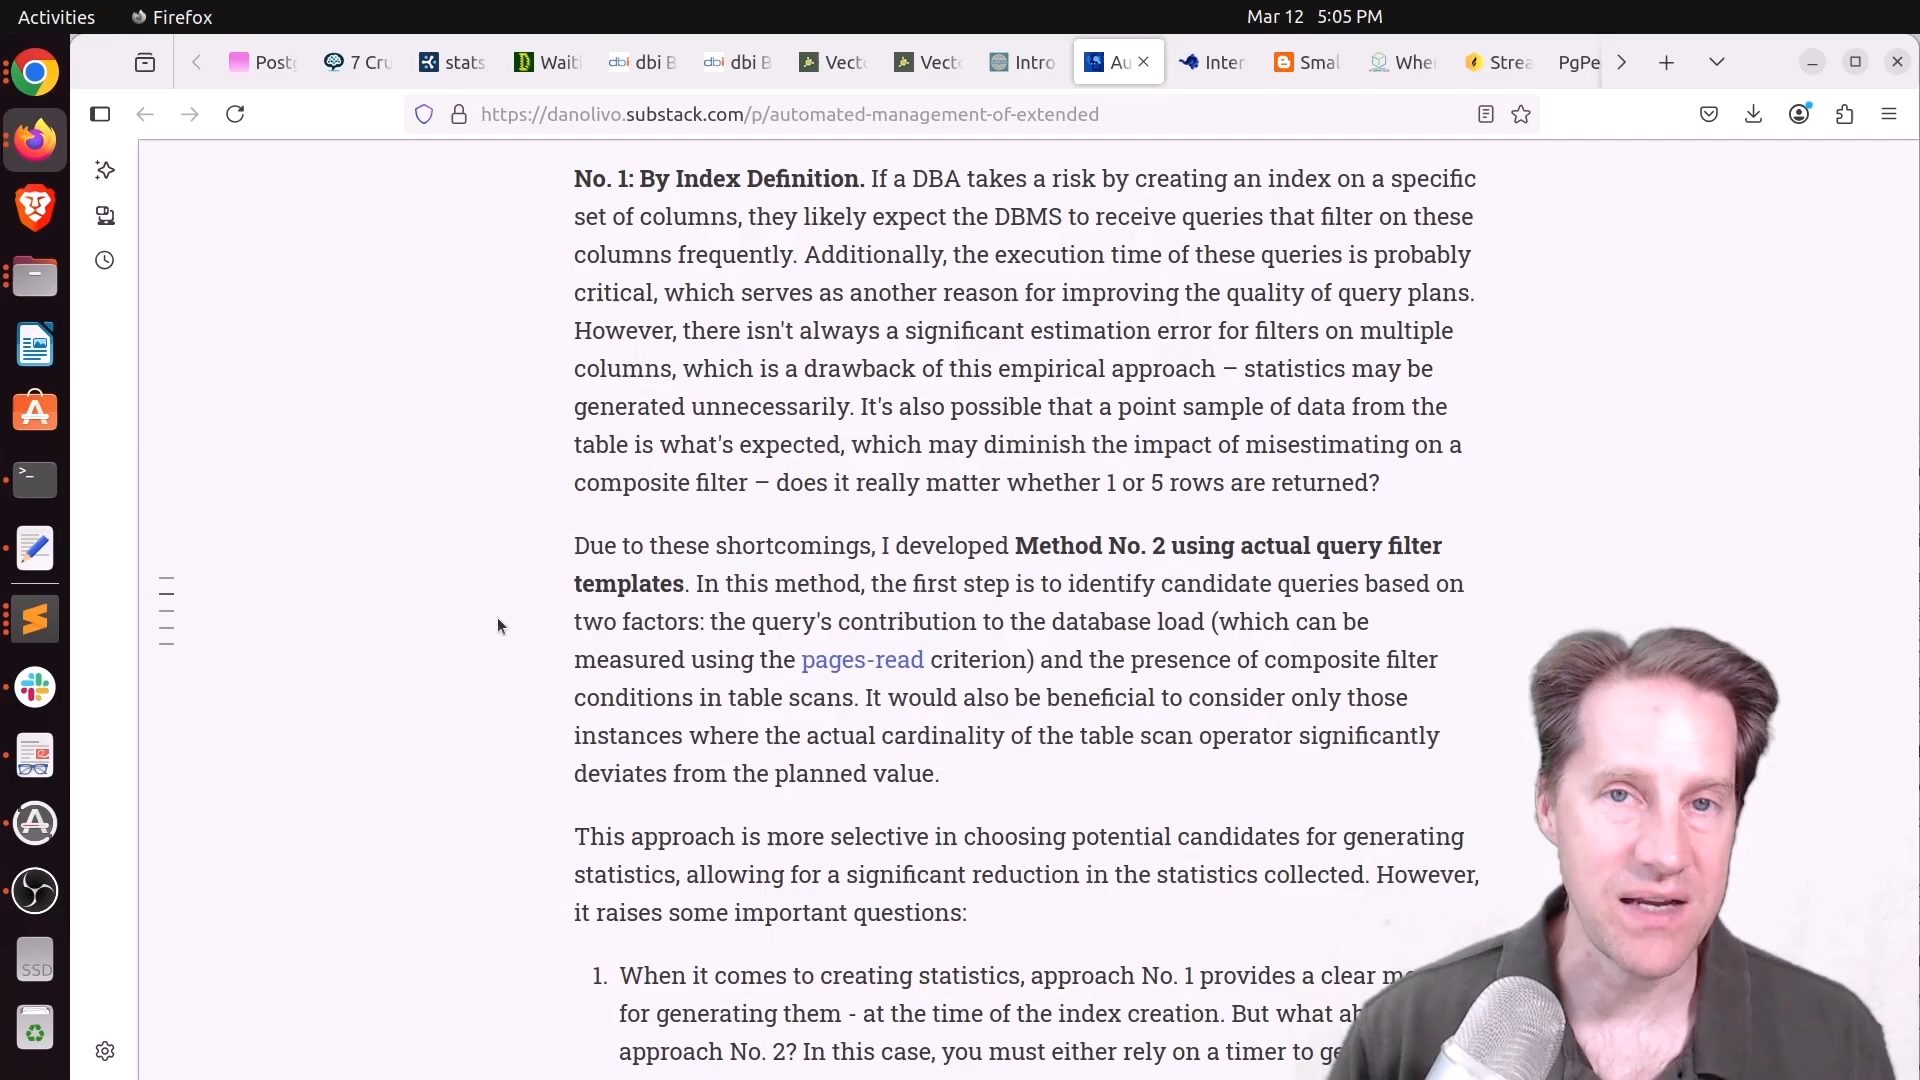 Activities
Firefox
Mar 12 5:05 PM
Postg
7 Cru
stats
Waiti
dbi B
dbi B
Vect
Vect
Intro
Au
Inter
Smal
Whe
Strea
PgPe
https://danolivo.substack.com/p/automated-management-of-extended
No. 1: By Index Definition. If a DBA takes a risk by creating an index on a specific
set of columns, they likely expect the DBMS to receive queries that filter on these
columns frequently. Additionally, the execution time of these queries is probably
critical, which serves as another reason for improving the quality of query plans.
However, there isn't always a significant estimation error for filters on multiple
columns, which is a drawback of this empirical approach – statistics may be
generated unnecessarily. It's also possible that a point sample of data from the
table is what's expected, which may diminish the impact of misestimating on a
composite filter – does it really matter whether 1 or 5 rows are returned?
Due to these shortcomings, I developed Method No. 2 using actual query filter
templates. In this method, the first step is to identify candidate queries based on
two factors: the query's contribution to the database load (which can be
measured using the pages-read criterion) and the presence of composite filter
conditions in table scans. It would also be beneficial to consider only those
instances where the actual cardinality of the table scan operator significantly
deviates from the planned value.
This approach is more selective in choosing potential candidates for generating
statistics, allowing for a significant reduction in the statistics collected. However,
it raises some important questions:
1. When it comes to creating statistics, approach No. 1 provides a clear
for generating them - at the time of the index creation. But what
approach No. 2? In this case, you must either rely on a timer to
SSD